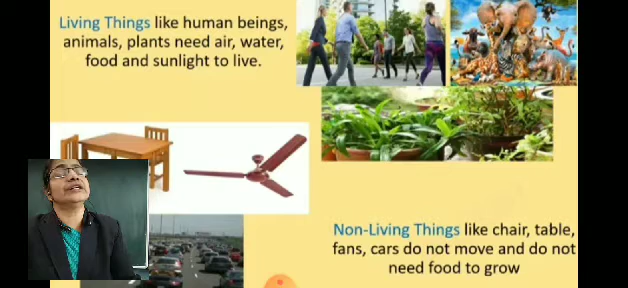 Living Things like human beings,
animals, plants need air, water,
food and sunlight to live.
Non-Living Things like chair, table,
fans, cars do not move and do not
need food to grow